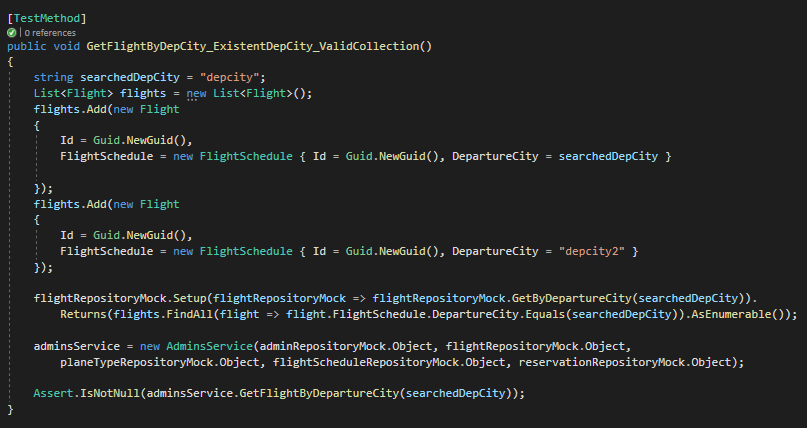 [TestMethod]
| 0 references
public void GetFlightByDepCity_ExistentDepCity_ValidCollection()
{
    string searchedDepCity = "depcity";
    List<Flight> flights = new List<Flight>();
    flights.Add(new Flight
    {
        Id = Guid.NewGuid(),
        FlightSchedule = new FlightSchedule { Id = Guid.NewGuid(), DepartureCity = searchedDepCity }
    });
    flights.Add(new Flight
    {
        Id = Guid.NewGuid(),
        FlightSchedule = new FlightSchedule { Id = Guid.NewGuid(), DepartureCity = "depcity2" }
    });
    flightRepositoryMock.Setup(flightRepositoryMock => flightRepositoryMock.GetByDepartureCity(searchedDepCity)).
        Returns(flights.FindAll(flight => flight.FlightSchedule.DepartureCity.Equals(searchedDepCity)).AsEnumerable());
    adminsService = new AdminsService(adminRepositoryMock.Object, flightRepositoryMock.Object,
        planeTypeRepositoryMock.Object, flightScheduleRepositoryMock.Object, reservationRepositoryMock.Object);
    Assert.IsNotNull(adminsService.GetFlightByDepartureCity(searchedDepCity));
}